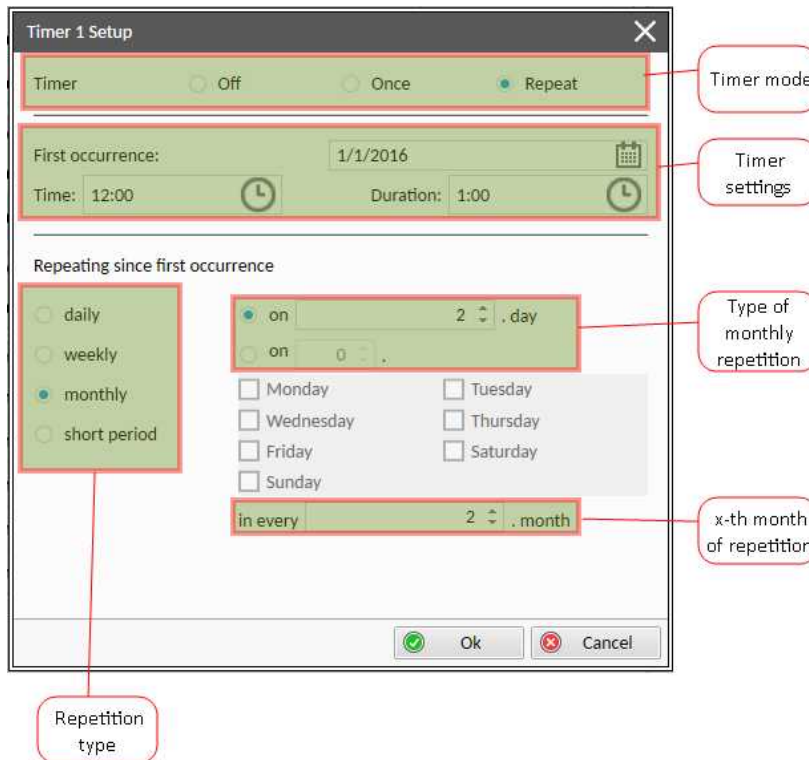 Timer 1 Setup
Timer Off Once Repeat
Timer mode
First occurrence: 1/1/2016
Time: 12:00 Duration: 1:00
Timer
settings
Repeating since first occurrence
daily
weekly
monthly
short period
on 2 . day
on 0 .
Type of
monthly
repetition
Monday Tuesday
Wednesday Thursday
Friday Saturday
Sunday
in every 2 . month
x-th month
of repetition
Ok Cancel
Repetition
type